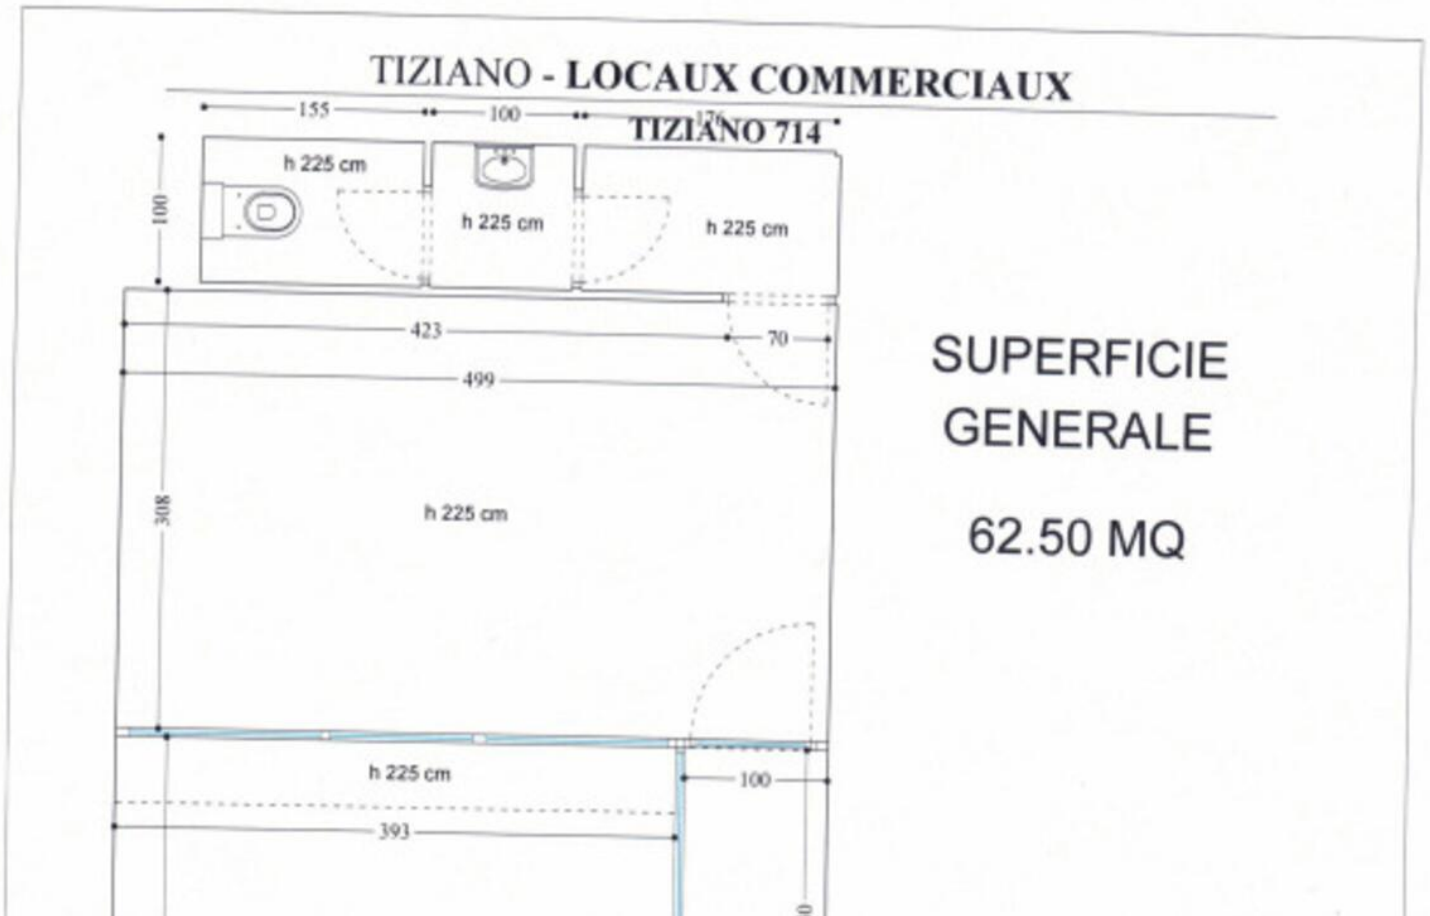 TIZIANO - LOCAUX COMMERCIAUX
155 100 176
TIZIANO 714
h 225 cm
100
h 225 cm
h 225 cm
423
70
499
SUPERFICIE
GENERALE
62.50 MQ
308
h 225 cm
h 225 cm
100
393